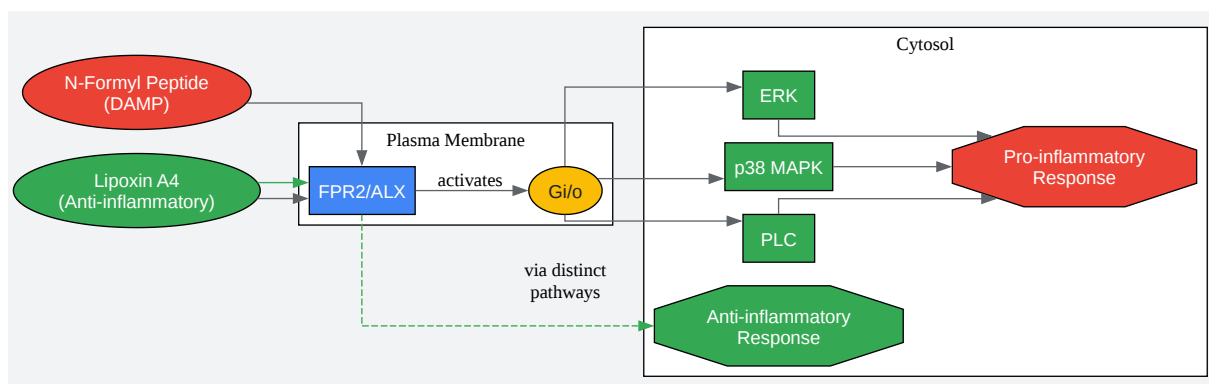 Cytosol
N-Formyl Peptide
(DAMP)
ERK
Plasma Membrane
Pro-inflammatory
Response
p38 MAPK
Lipoxin A4
(Anti-inflammatory)
FPR2/ALX
activates
Gi/o
PLC
via distinct
pathways
Anti-inflammatory
Response